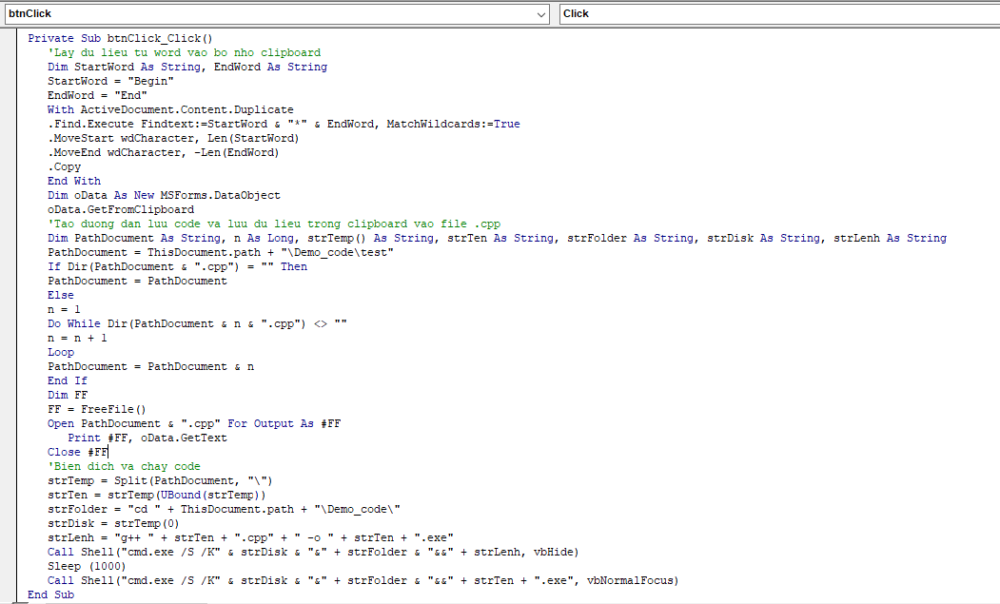 btnClick
Click
Private Sub btnClick_Click()
'Lay du lieu tu word vao bo nho clipboard
Dim StartWord As String, EndWord As String
StartWord = "Begin"
EndWord = "End"
With ActiveDocument.Content.Duplicate
.Find.Execute Findtext:=StartWord & "*" & EndWord, MatchWildcards:=True
.MoveStart wdCharacter, Len(StartWord)
.MoveEnd wdCharacter, -Len(EndWord)
.Copy
End With
Dim oData As New MSForms.DataObject
oData.GetFromClipboard
'Tao duong dan luu code va luu du lieu trong clipboard vao file .cpp
Dim PathDocument As String, n As Long, strTemp() As String, strTen As String, strFolder As String, strDisk As String, strLenh As String
PathDocument = ThisDocument.path + "\Demo_code\test"
If Dir(PathDocument & ".cpp") = "" Then
PathDocument = PathDocument
Else
n = 1
Do While Dir(PathDocument & n & ".cpp") <> ""
n = n + 1
Loop
PathDocument = PathDocument & n
End If
Dim FF
FF = FreeFile()
Open PathDocument & ".cpp" For Output As #FF
Print #FF, oData.GetText
Close #FF
'Bien dich va chay code
strTemp = Split(PathDocument, "\")
strTen = strTemp(UBound(strTemp))
strFolder = "cd " + ThisDocument.path + "\Demo_code\"
strDisk = strTemp(0)
strLenh = "g++ " + strTen + ".cpp" + " -o " + strTen + ".exe"
Call Shell("cmd.exe /S /K" & strDisk & "&" + strFolder & "&&" + strLenh, vbHide)
Sleep (1000)
Call Shell("cmd.exe /S /K" & strDisk & "&" + strFolder & "&&" + strTen + ".exe", vbNormalFocus)
End Sub